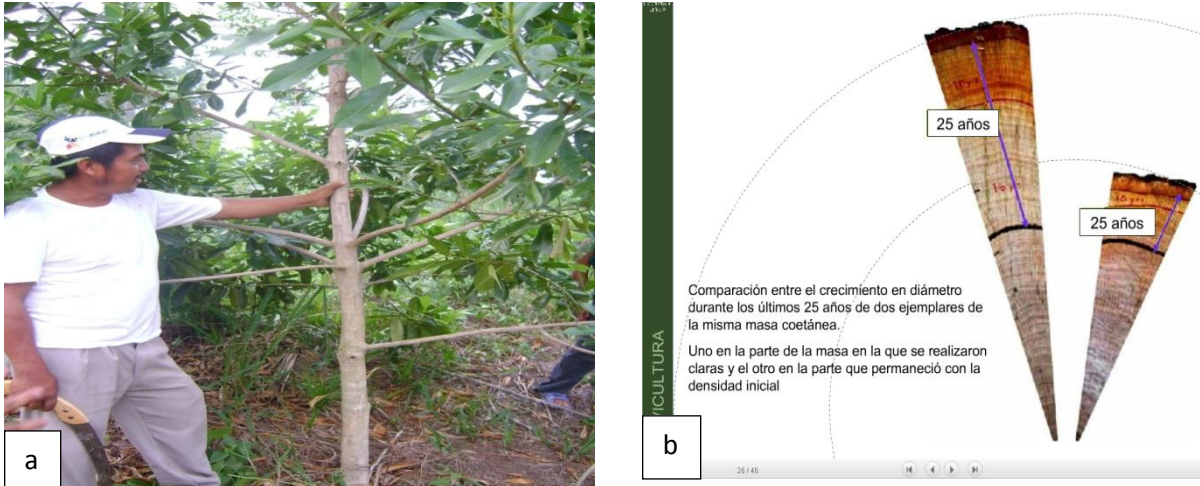 a
25 años
25 años
Comparación entre el crecimiento en diámetro
durante los últimos 25 años de dos ejemplares de
la misma masa coetánea.
Uno en la parte de la masa en la que se realizaron
claras y el otro en la parte que permaneció con la
densidad inicial
VICULTURA
b
26 / 46